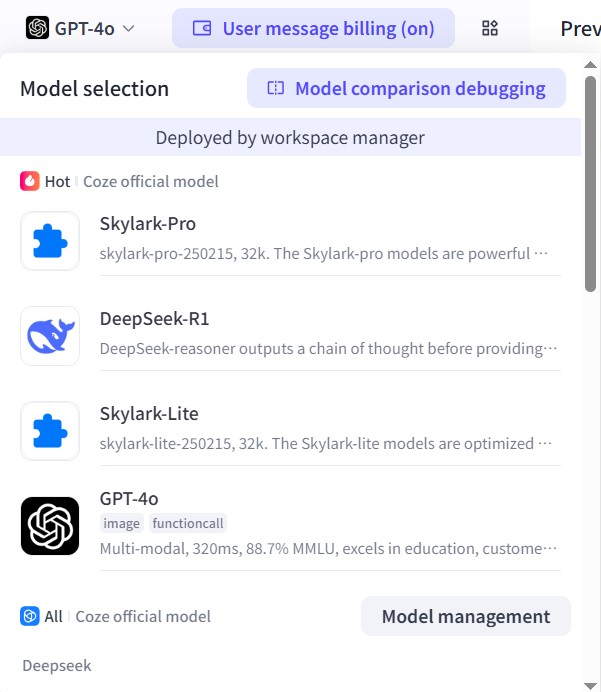 GPT-4o
User message billing (on)
Prev
Model selection
Model comparison debugging
Deployed by workspace manager
Hot | Coze official model
Skylark-Pro
skylark-pro-250215, 32k. The Skylark-pro models are powerful ···
DeepSeek-R1
DeepSeek-reasoner outputs a chain of thought before providing···
Skylark-Lite
skylark-lite-250215, 32k. The Skylark-lite models are optimized ···
GPT-4o
image functioncall
Multi-modal, 320ms, 88.7% MMLU, excels in education, custome···
All | Coze official model
Model management
Deepseek